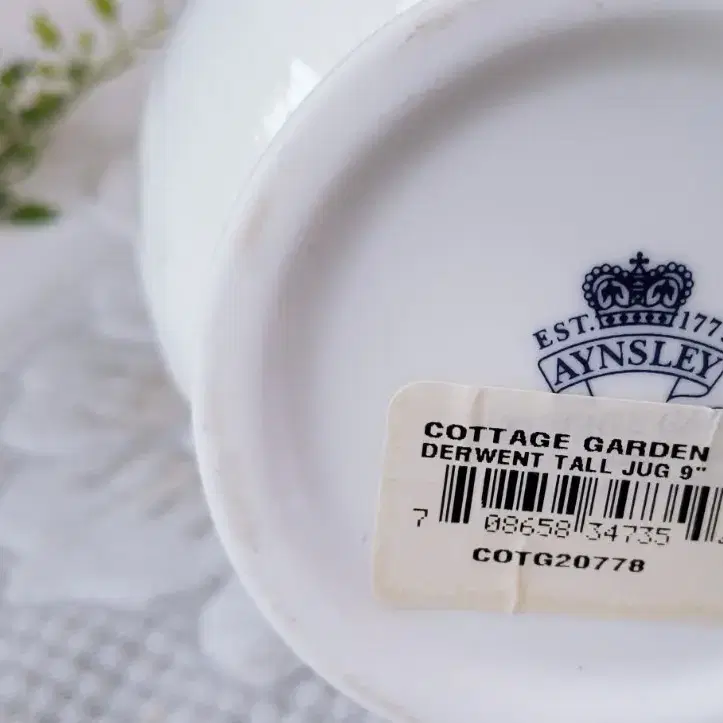 EST. 177
AYNSLEY
COTTAGE GARDEN
DERWENT TALL JUG 9"
7 08658 34735
COTG20778